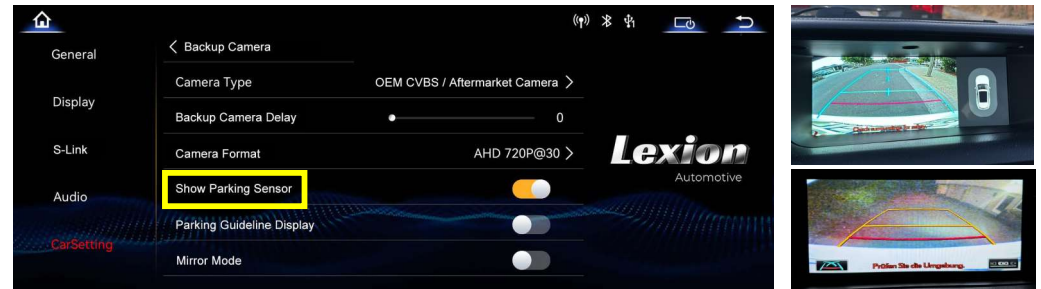 General
Display
S-Link
Audio
CarSetting
Backup Camera
Camera Type
OEM CVBS / Aftermarket Camera
Backup Camera Delay
0
Camera Format
AHD 720P@30
Show Parking Sensor
Parking Guideline Display
Mirror Mode
Lexion
Automotive
Prüfen Sie die Umgebung.